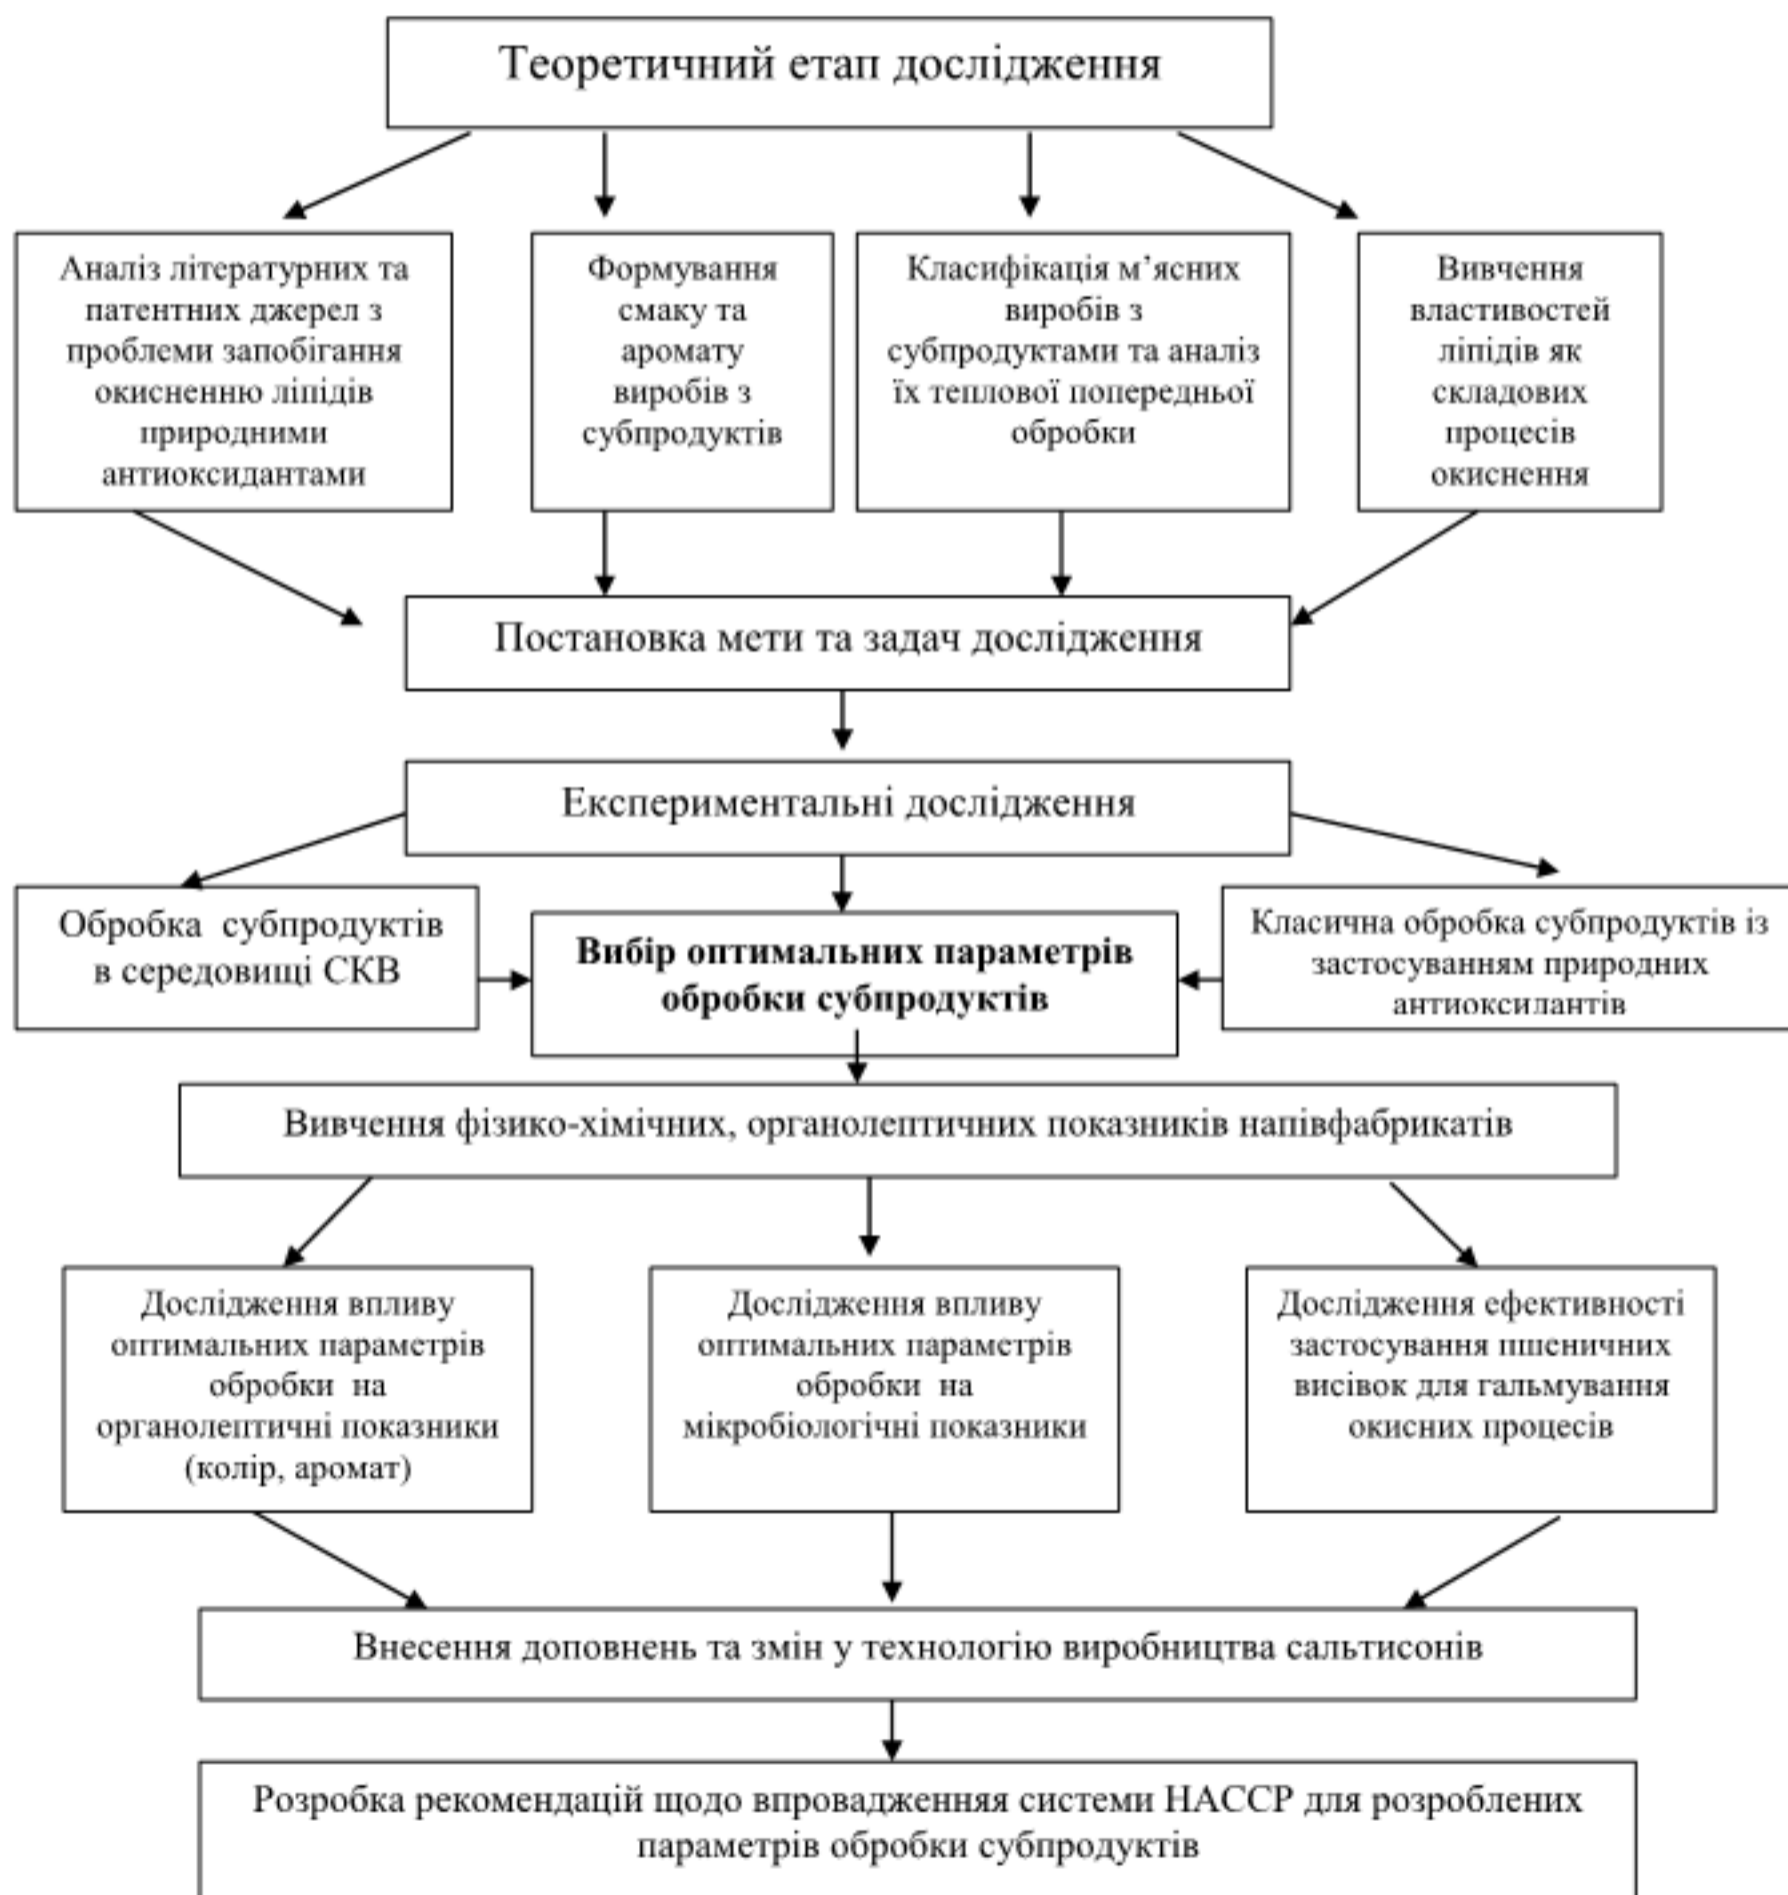 Теоретичний етап дослідження
Аналіз літературних та
патентних джерел з
проблеми запобігання
окисненню ліпідів
природними
антиоксидантами
Формування
смаку та
аромату
виробів з
субпродуктів
Класифікація м’ясних
виробів з
субпродуктами та аналіз
їх теплової попередньої
обробки
Вивчення
властивостей
ліпідів як
складових
процесів
окиснення
Постановка мети та задач дослідження
Експериментальні дослідження
Обробка субпродуктів
в середовищі СКВ
Вибір оптимальних параметрів
обробки субпродуктів
Класична обробка субпродуктів із
застосуванням природних
антиоксидантів
Вивчення фізико-хімічних, органолептичних показників напівфабрикатів
Дослідження впливу
оптимальних параметрів
обробки на
органолептичні показники
(колір, аромат)
Дослідження впливу
оптимальних параметрів
обробки на
мікробіологічні показники
Дослідження ефективності
застосування пшеничних
висівок для гальмування
окисних процесів
Внесення доповнень та змін у технологію виробництва сальтисонів
Розробка рекомендацій щодо впровадженняя системи НАССР для розроблених
параметрів обробки субпродуктів